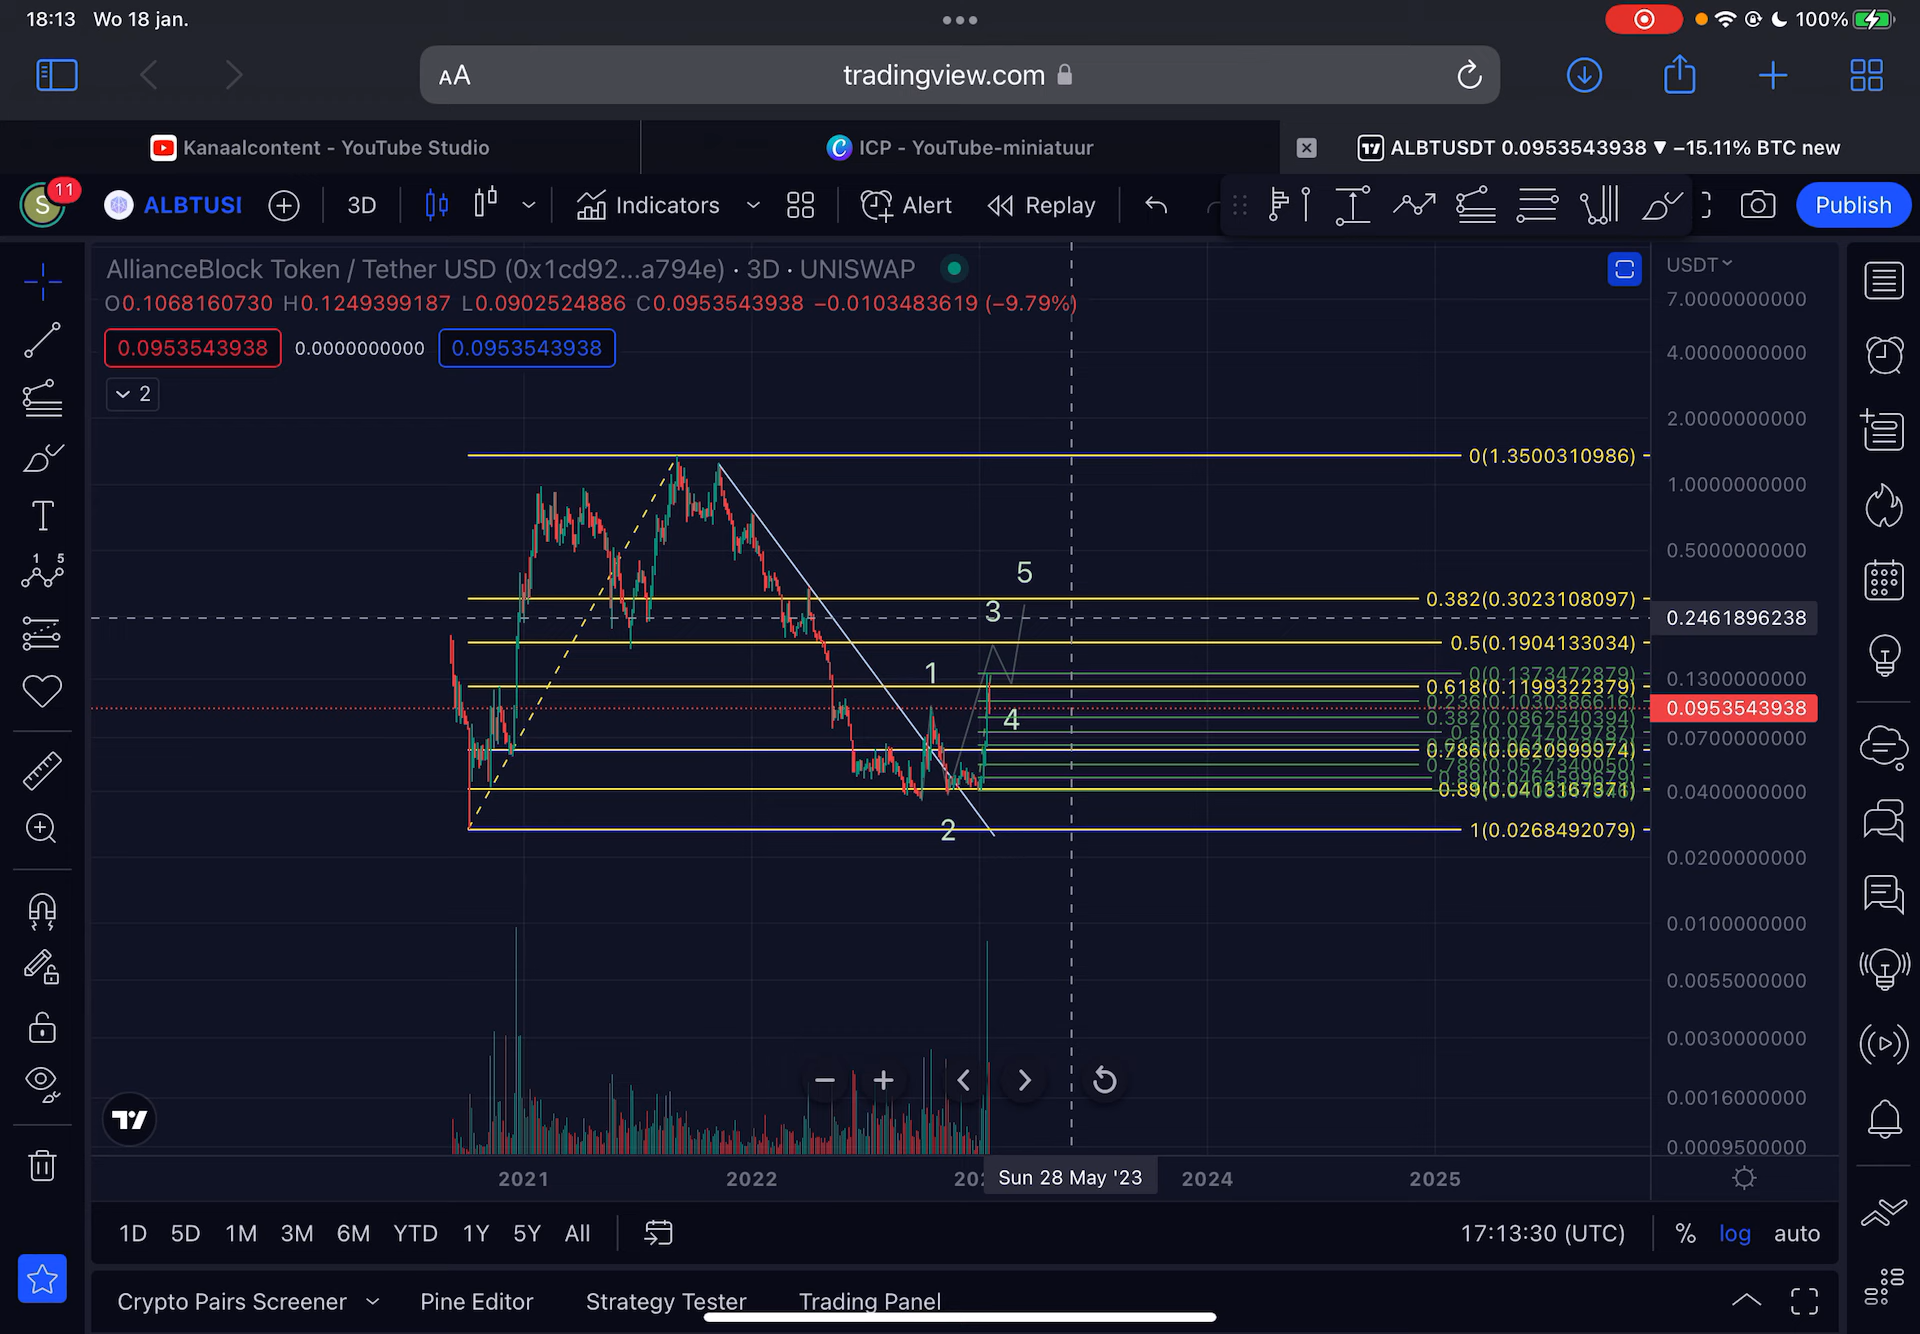 18:13 Wo 18 jan.
100%
AA
tradingview.com
Kanaalcontent - YouTube Studio
ICP - YouTube-miniatuur
ALBTUSDT 0.0953543938 ▼ −15.11% BTC new
S
11
ALBTUSI
3D
Indicators
Alert
Replay
Publish
AllianceBlock Token / Tether USD (0x1cd92...a794e) · 3D · UNISWAP
O0.1068160730 H0.1249399187 L0.0902524886 C0.0953543938 −0.0103483619 (−9.79%)
0.0953543938 0.0000000000 0.0953543938
2
USDT
7.0000000000
4.0000000000
2.0000000000
0(1.3500310986)
1.0000000000
0.5000000000
5
0.382(0.3023108097)
3
0.2461896238
0.5(0.1904133034)
1
0(0.1373472879)
0.1300000000
0.618(0.1199322379)
0.236(0.1030386616)
0.0953543938
4
0.382(0.0862540394)
0.5(0.0747079787)
0.0700000000
0.786(0.0620999974)
0.786(0.0527340050)
0.89(0.0464599679)
0.89(0.0413167371)
0.0400000000
2
1(0.0268492079)
0.0200000000
0.0100000000
0.0055000000
0.0030000000
0.0016000000
0.0009500000
2021
2022
Sun 28 May '23
2024
2025
1D 5D 1M 3M 6M YTD 1Y 5Y All
17:13:30 (UTC)
% log auto
Crypto Pairs Screener
Pine Editor
Strategy Tester
Trading Panel